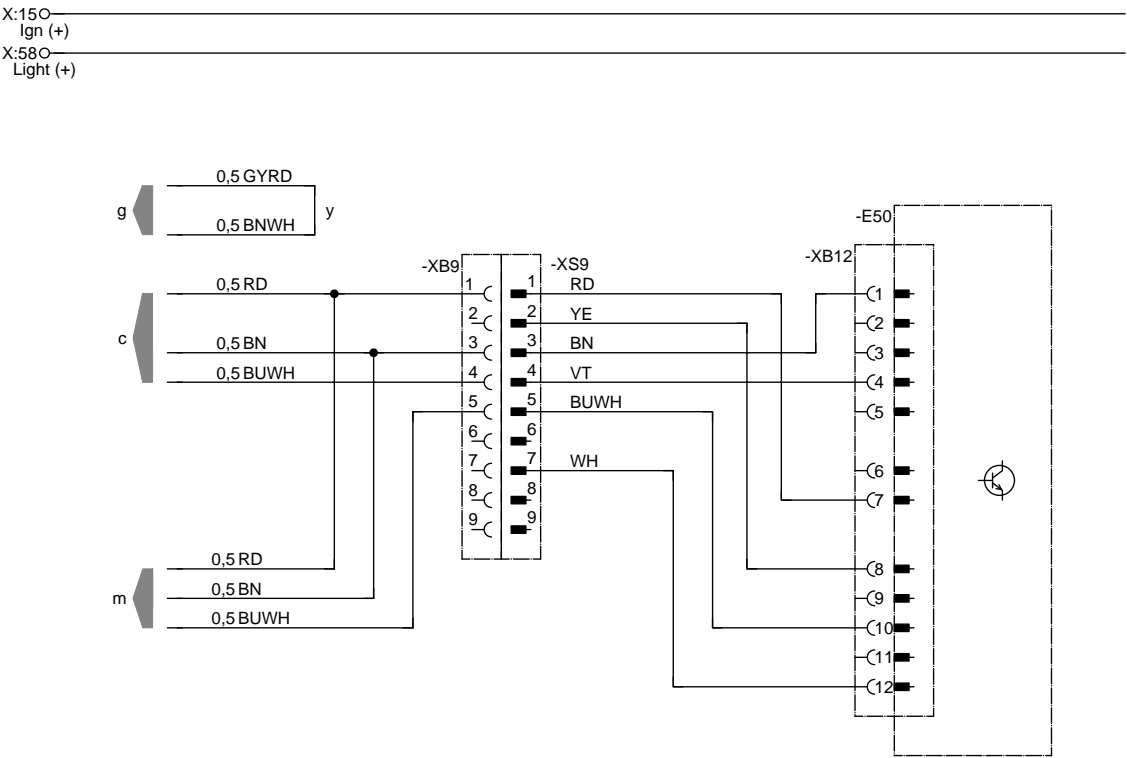 X:15
Ign (+)
X:58
Light (+)
0,5 GYRD
g
y
0,5 BNWH
-E50
-XB12
-XB9
-XS9
0,5 RD
1
1
RD
1
2
2
YE
2
c
0,5 BN
3
3
BN
3
0,5 BUWH
4
4
VT
4
5
5
BUWH
5
6
6
7
7
WH
6
8
8
7
9
9
0,5 RD
8
m
0,5 BN
9
0,5 BUWH
10
11
12